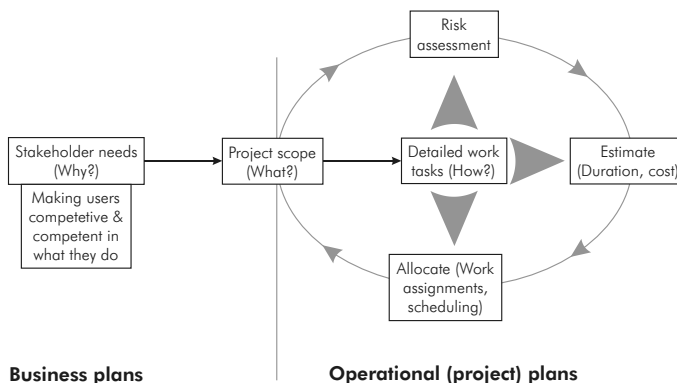 Risk
assessment
Stakeholder needs
(Why?)
Project scope
(What?)
Detailed work
tasks (How?)
Estimate
(Duration, cost)
Making users
competetive &
competent in
what they do
Allocate (Work
assignments,
scheduling)
Business plans
Operational (project) plans